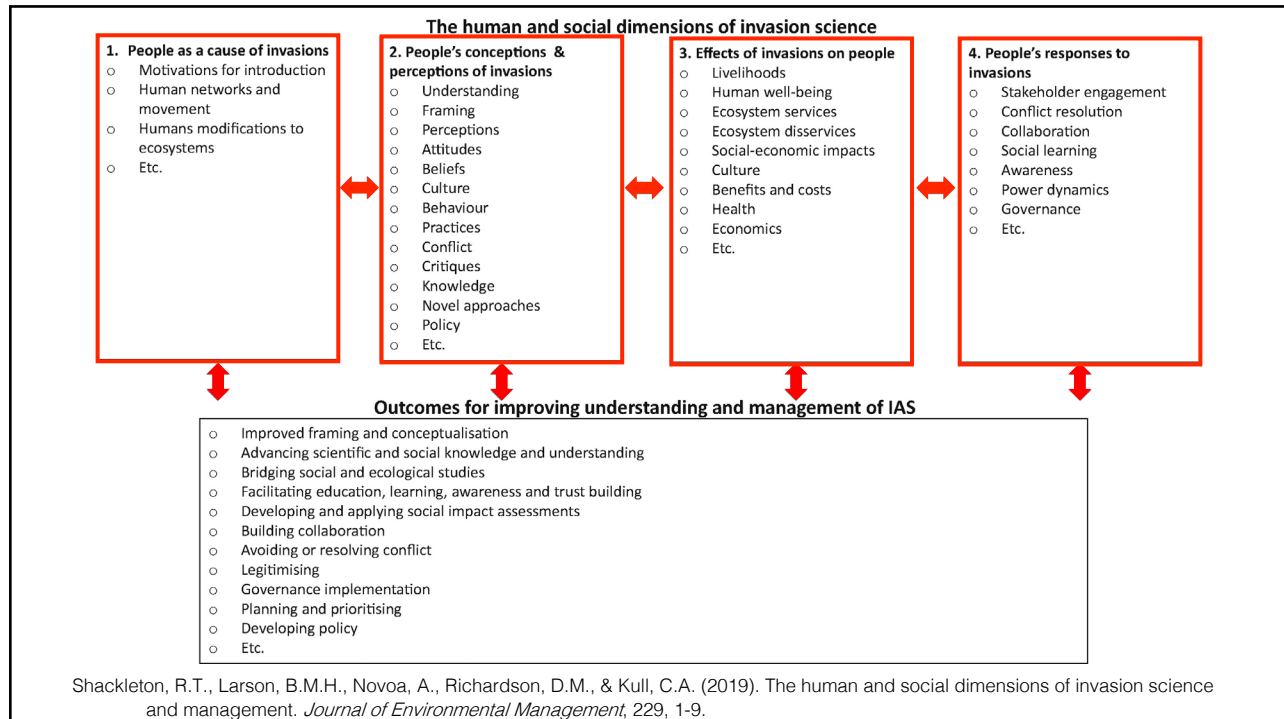 The human and social dimensions of invasion science
1. People as a cause of invasions
o Motivations for introduction
o Human networks and
movement
o Humans modifications to
ecosystems
o Etc.
2. People's conceptions &
perceptions of invasions
o Understanding
o Framing
o Perceptions
o Attitudes
o Beliefs
o Culture
o Behaviour
o Practices
o Conflict
o Critiques
o Knowledge
o Novel approaches
o Policy
o Etc.
3. Effects of invasions on people
o Livelihoods
o Human well-being
o Ecosystem services
o Ecosystem disservices
o Social-economic impacts
o Culture
o Benefits and costs
o Health
o Economics
o Etc.
4. People's responses to
invasions
o Stakeholder engagement
o Conflict resolution
o Collaboration
o Social learning
o Awareness
o Power dynamics
o Governance
o Etc.
Outcomes for improving understanding and management of IAS
o Improved framing and conceptualisation
o Advancing scientific and social knowledge and understanding
o Bridging social and ecological studies
o Facilitating education, learning, awareness and trust building
o Developing and applying social impact assessments
o Building collaboration
o Avoiding or resolving conflict
o Legitimising
o Governance implementation
o Planning and prioritising
o Developing policy
o Etc.
Shackleton, R.T., Larson, B.M.H., Novoa, A., Richardson, D.M., & Kull, C.A. (2019). The human and social dimensions of invasion science
and management. Journal of Environmental Management, 229, 1-9.